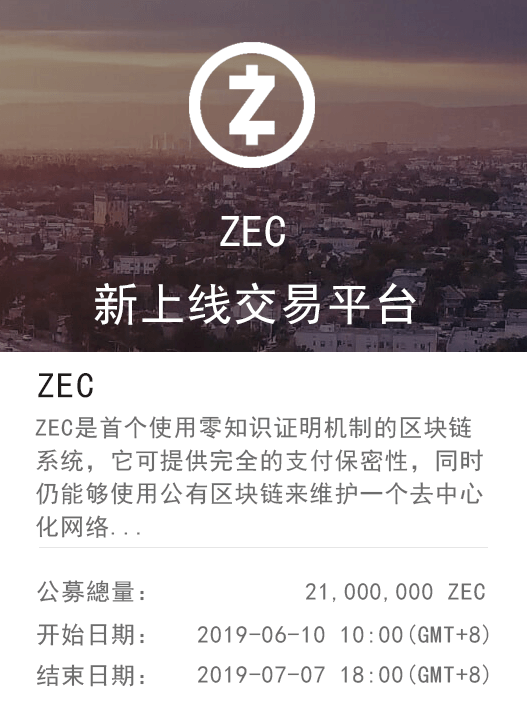 ZEC
新上线交易平台
ZEC
ZEC是首个使用零知识证明机制的区块链
系统，它可提供完全的支付保密性，同时
仍能够使用公有区块链来维护一个去中心
化网络...
公募總量： 21,000,000 ZEC
开始日期： 2019-06-10 10:00(GMT+8)
结束日期： 2019-07-07 18:00(GMT+8)